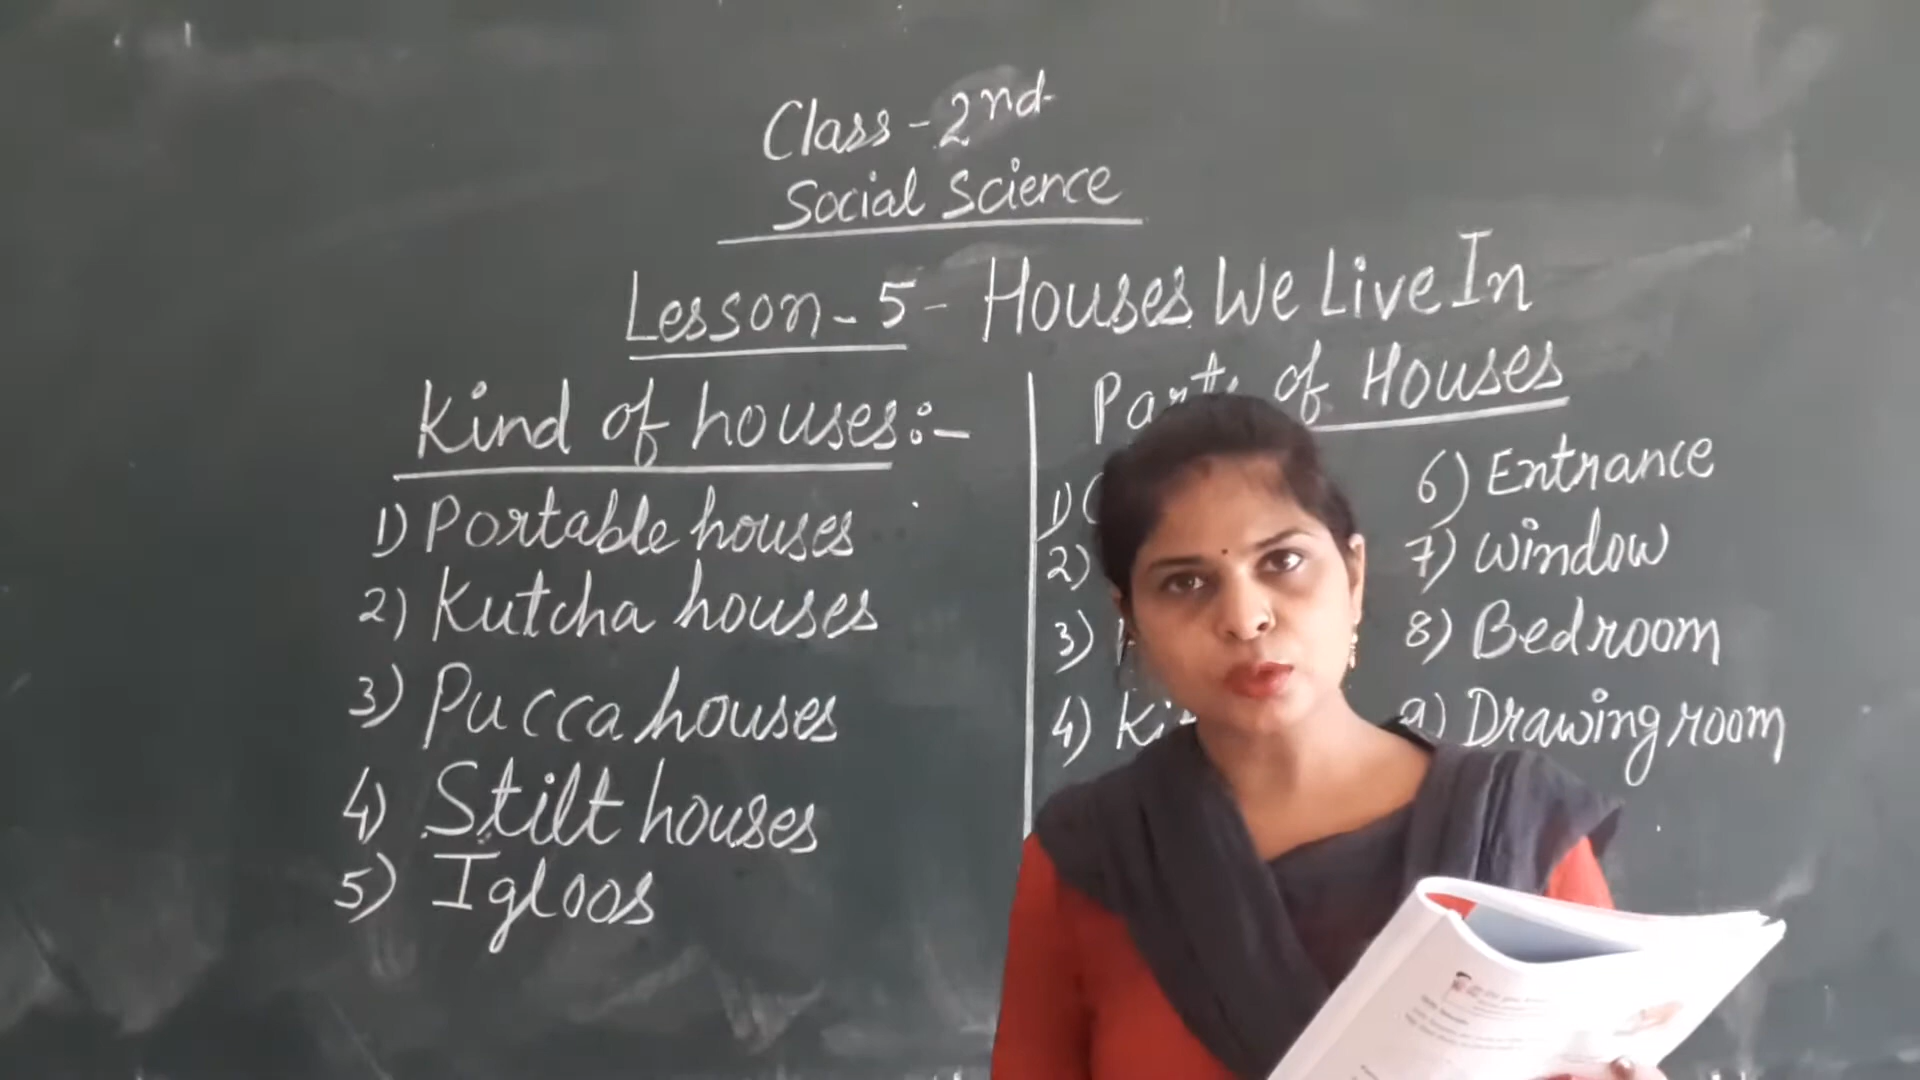 Class - 2nd
Social Science
Lesson - 5 - Houses We Live In
Kind of houses:-
1) Portable houses
2) Kutcha houses
3) Pucca houses
4) Stilt houses
5) Igloos
Parts of Houses
1)
2)
3)
4)
6) Entrance
7) Window
8) Bedroom
9) Drawing room